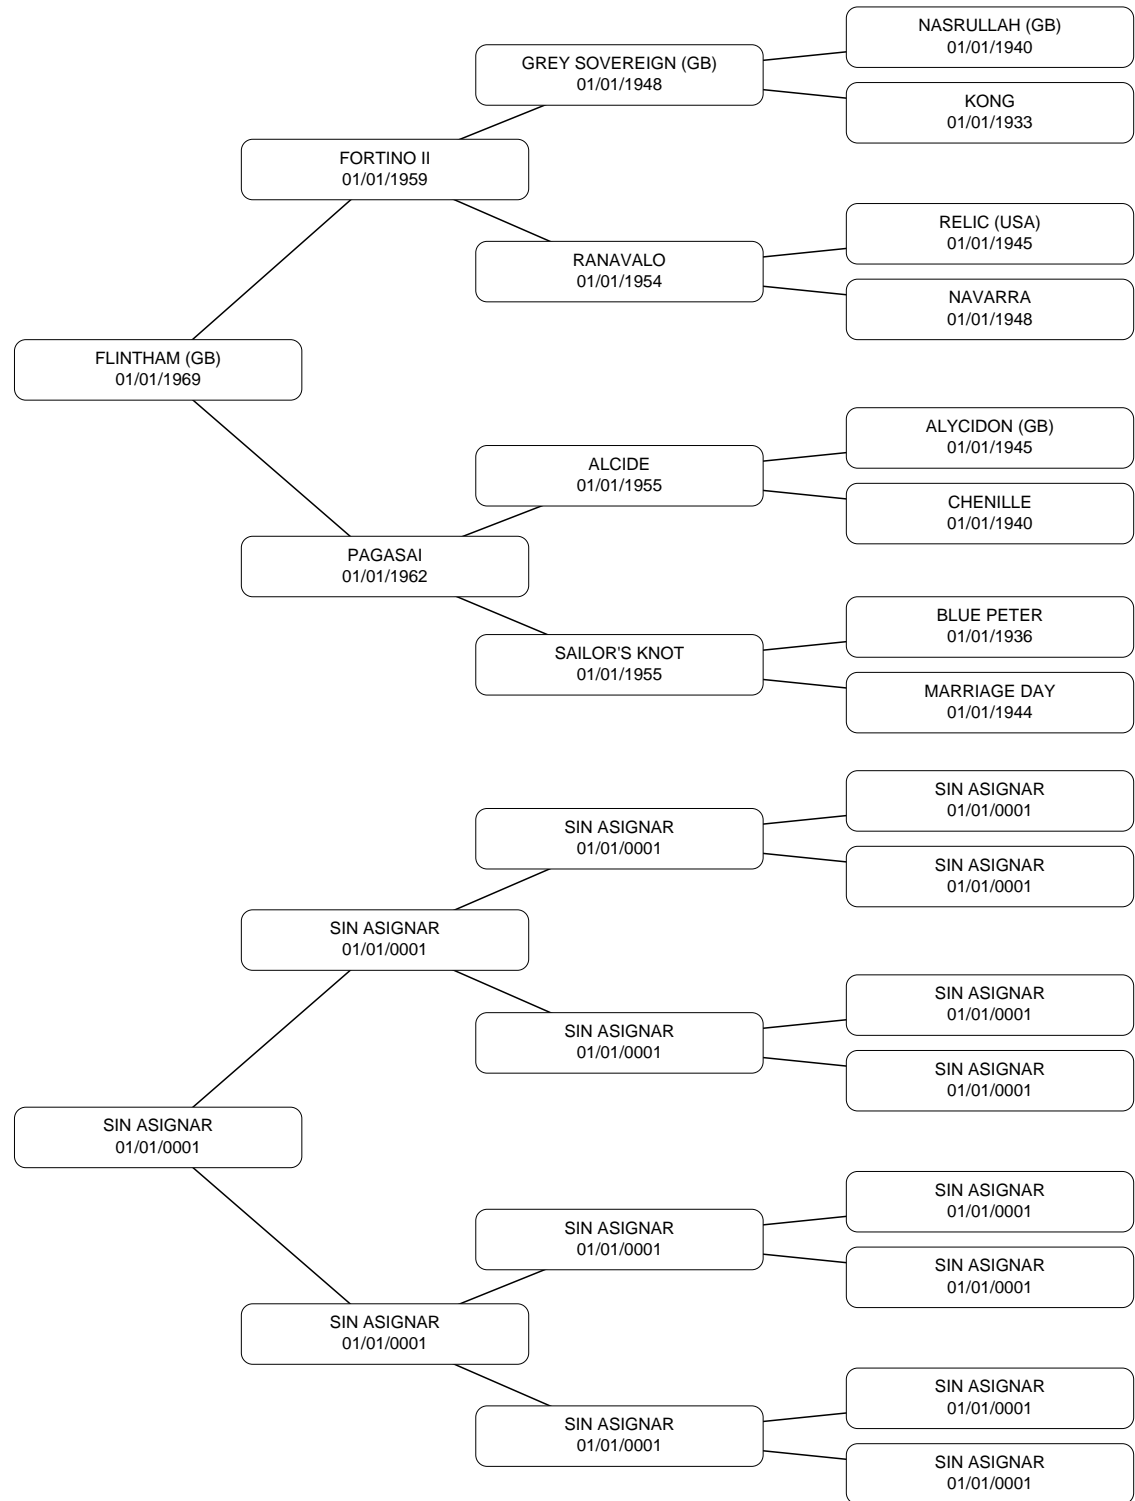 NASRULLAH (GB)
01/01/1940
GREY SOVEREIGN (GB)
01/01/1948
KONG
01/01/1933
FORTINO II
01/01/1959
RELIC (USA)
01/01/1945
RANAVALO
01/01/1954
NAVARRA
01/01/1948
FLINTHAM (GB)
01/01/1969
ALYCIDON (GB)
01/01/1945
ALCIDE
01/01/1955
CHENILLE
01/01/1940
PAGASAI
01/01/1962
BLUE PETER
01/01/1936
SAILOR'S KNOT
01/01/1955
MARRIAGE DAY
01/01/1944
SIN ASIGNAR
01/01/0001
SIN ASIGNAR
01/01/0001
SIN ASIGNAR
01/01/0001
SIN ASIGNAR
01/01/0001
SIN ASIGNAR
01/01/0001
SIN ASIGNAR
01/01/0001
SIN ASIGNAR
01/01/0001
SIN ASIGNAR
01/01/0001
SIN ASIGNAR
01/01/0001
SIN ASIGNAR
01/01/0001
SIN ASIGNAR
01/01/0001
SIN ASIGNAR
01/01/0001
SIN ASIGNAR
01/01/0001
SIN ASIGNAR
01/01/0001
SIN ASIGNAR
01/01/0001